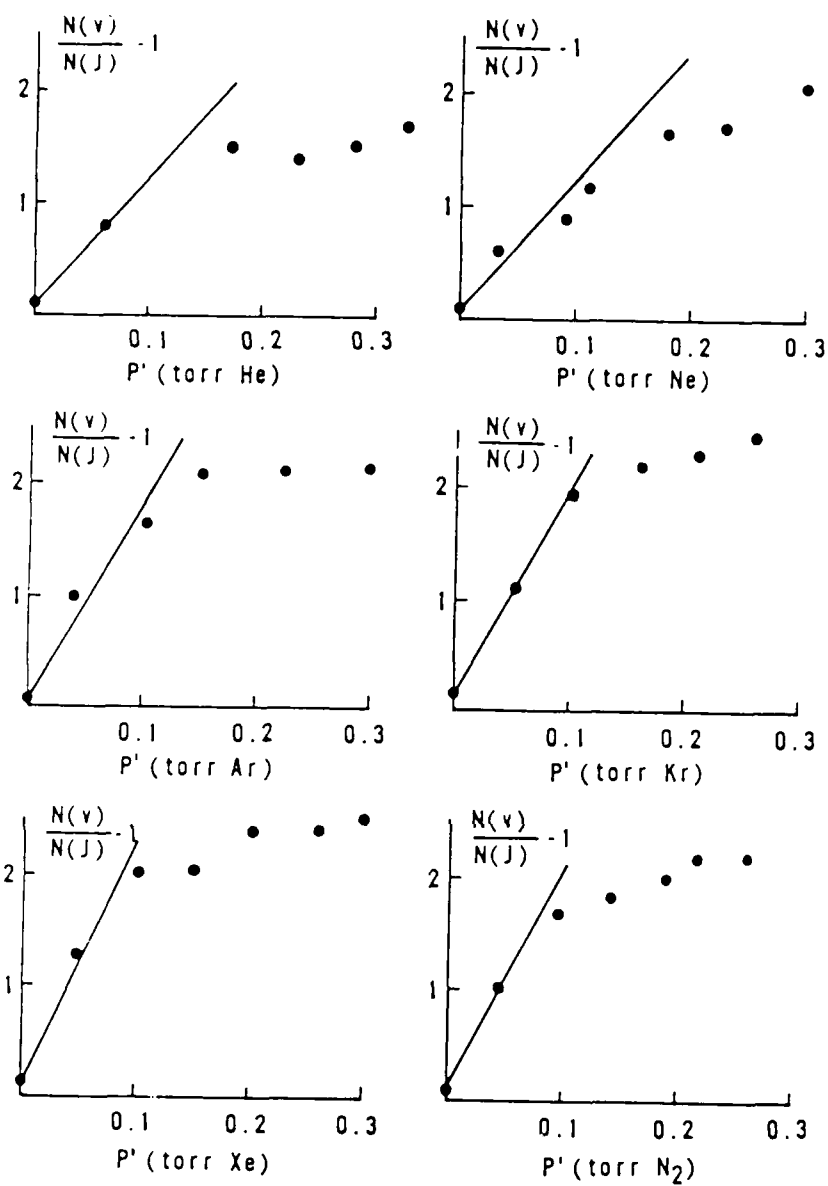 N(v)
N(J) -1
2
1
0.1 0.2 0.3
P' (torr He)
N(v)
N(J) -1
2
1
0.1 0.2 0.3
P' (torr Ne)
N(v)
N(J) -1
2
1
0.1 0.2 0.3
P' (torr Ar)
N(v)
N(J) -1
2
1
0.1 0.2 0.3
P' (torr Kr)
N(v)
N(J) -1
2
1
0.1 0.2 0.3
P' (torr Xe)
N(v)
N(J) -1
2
1
0.1 0.2 0.3
P' (torr N₂)